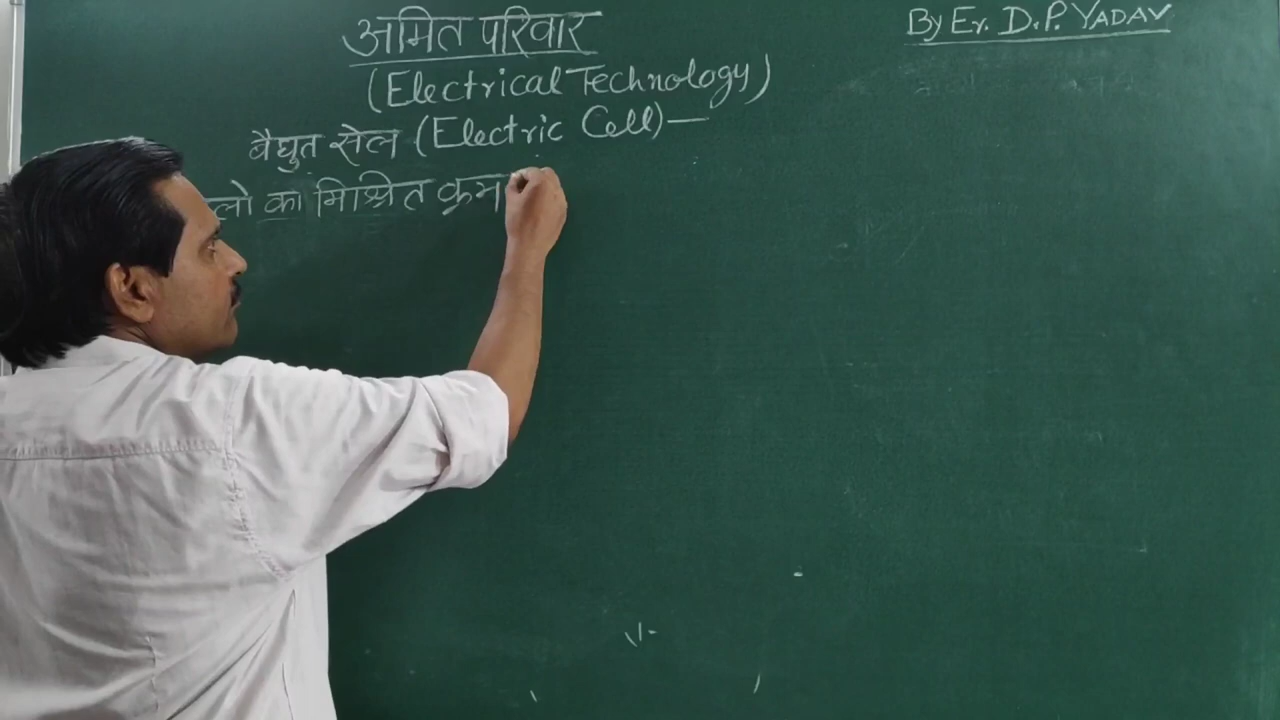 अमित परिवार
By Er. D.P. YADAV
(Electrical Technology)
वैद्युत सेल (Electric Cell)—
का मिश्रित क्रम